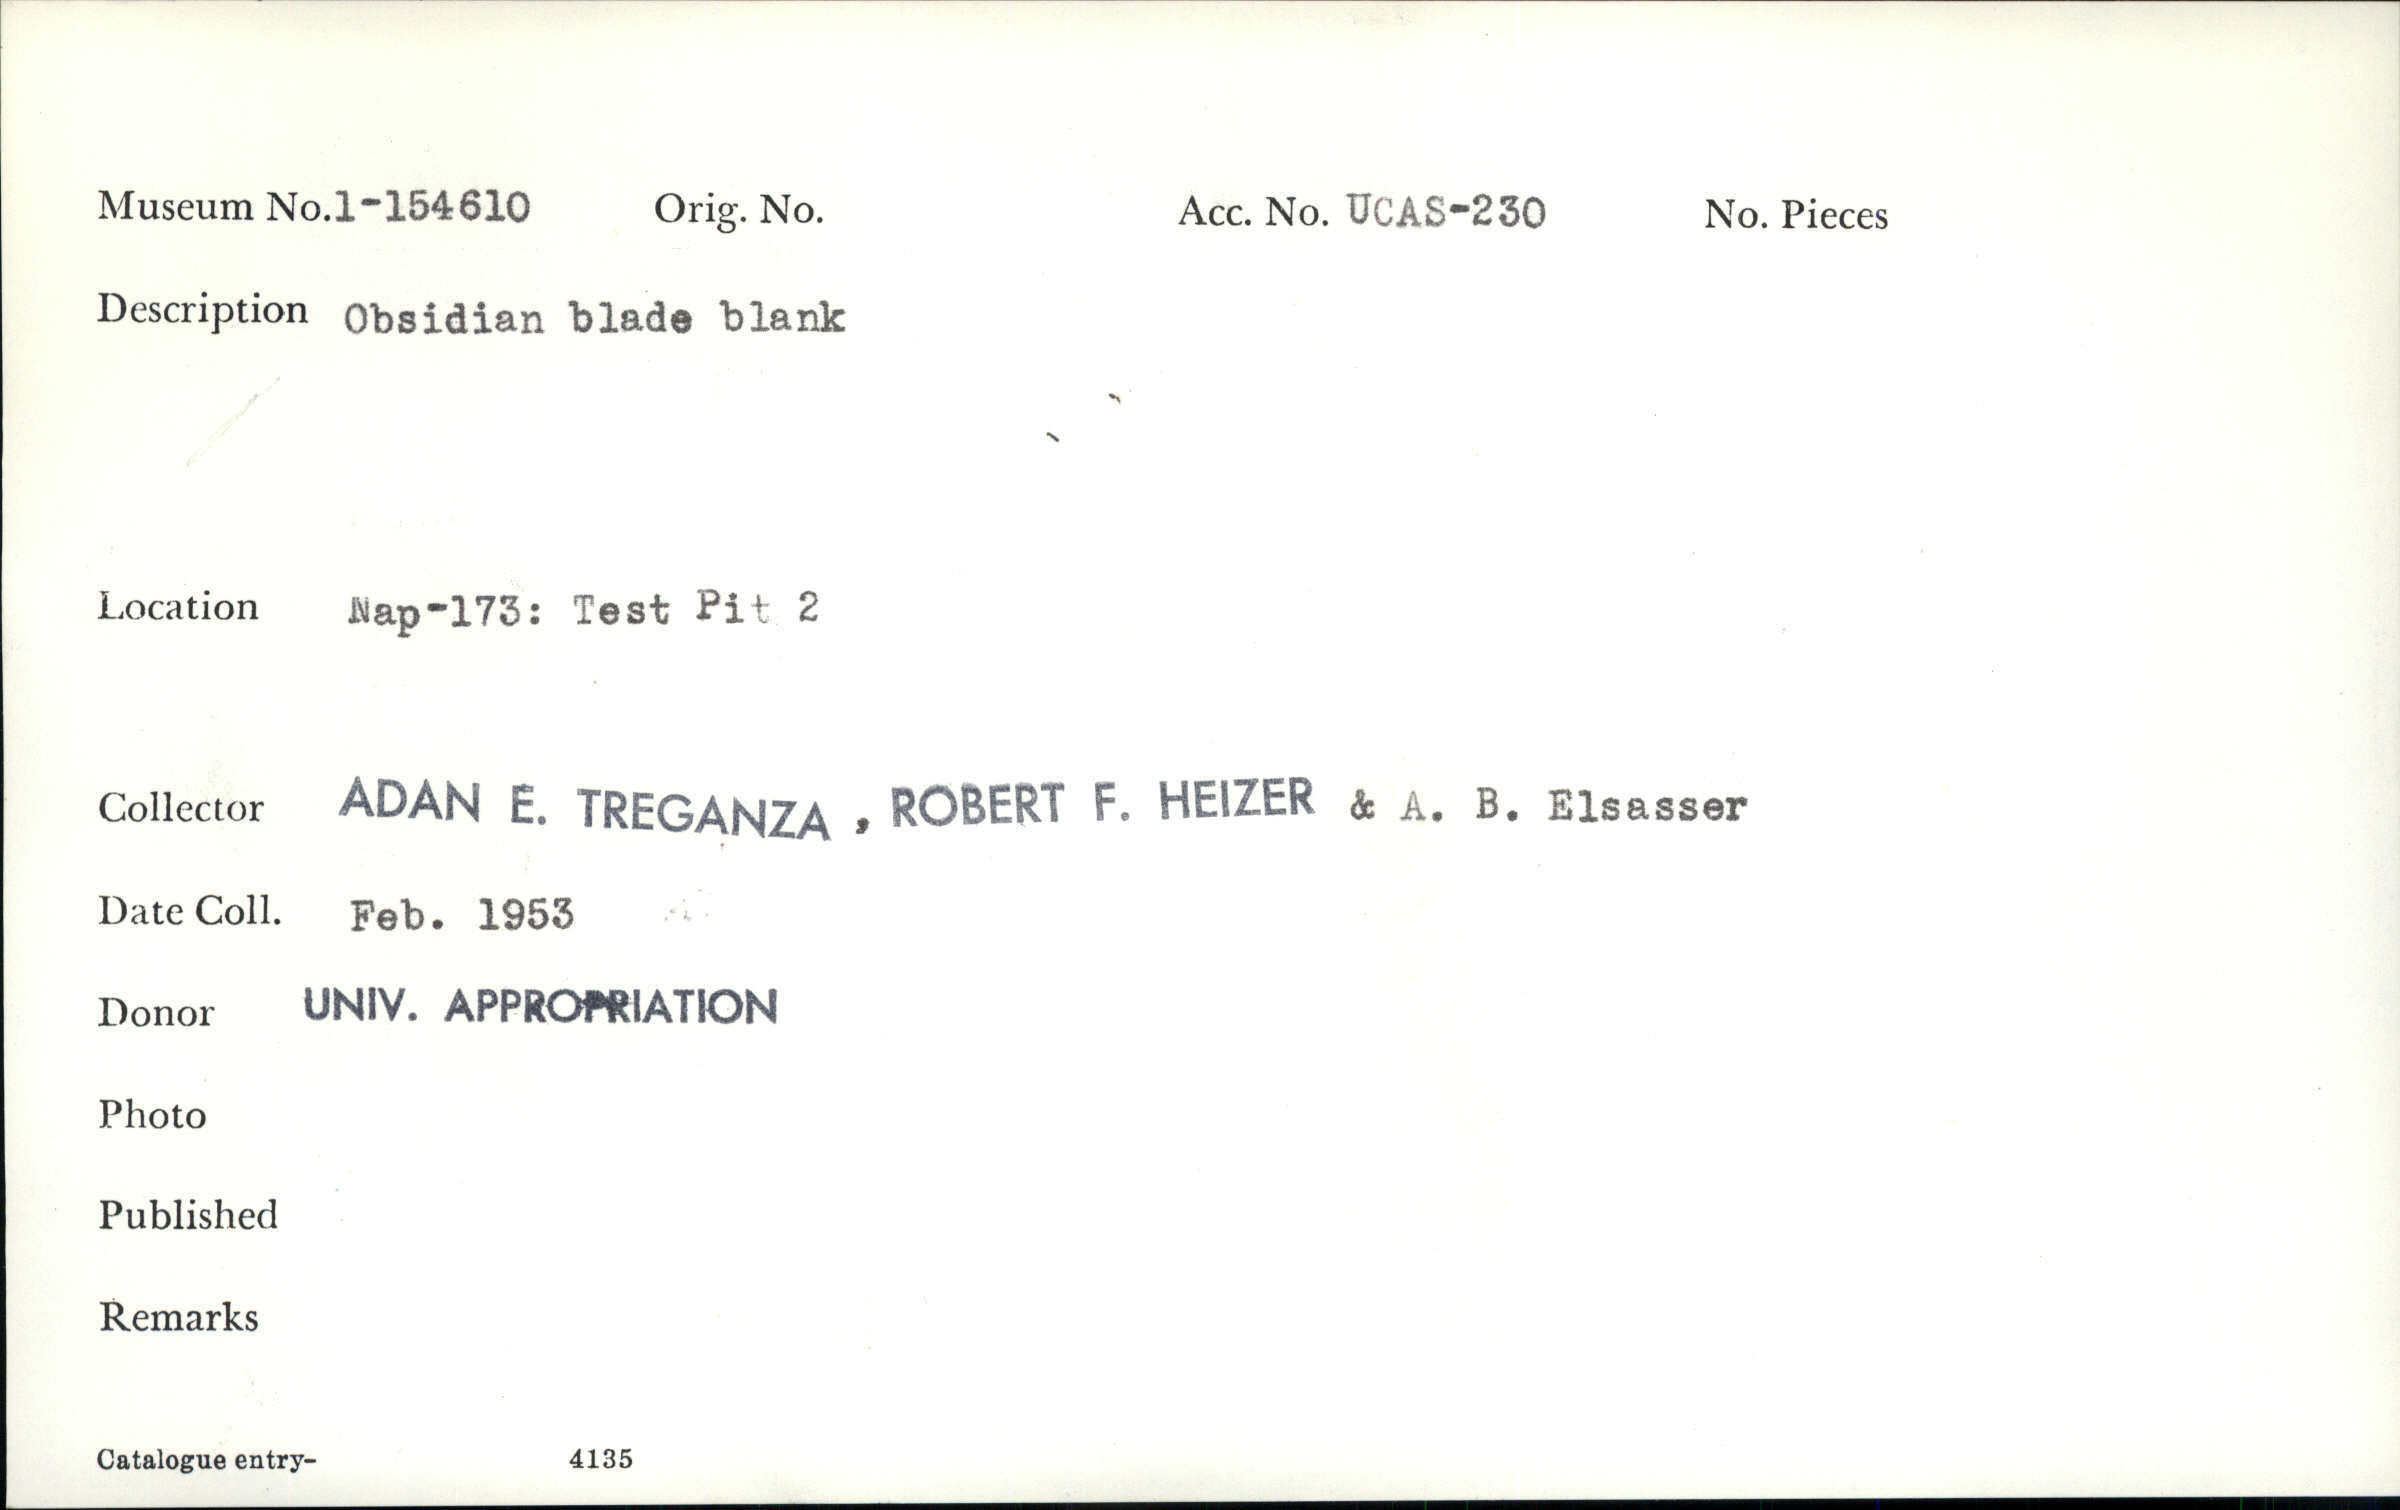 Museum No.1-154610 Orig. No. Acc. No. UCAS-230 No. Pieces
Description Obsidian blade blank
Location Nap-173: Test Pit 2
Collector ADAN E. TREGANZA, ROBERT F. HEIZER & A. B. Elsasser
Date Coll. Feb. 1953
Donor UNIV. APPROPRIATION
Photo
Published
Remarks
Catalogue entry- 4135